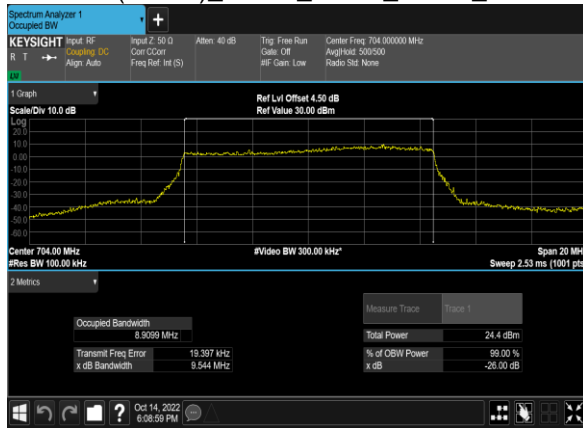 Spectrum Analyzer 1
Occupied BW
+
KEYSIGHT Input: RF Input Z: 50 Ω Atten: 40 dB Trig: Free Run Center Freq: 704.000000 MHz
R T Coupling: DC Corr CCorr Gate: Off Avg|Hold: 500/500
Align: Auto Freq Ref: Int (S) #IF Gain: Low Radio Std: None
1 Graph
Ref Lvl Offset 4.50 dB
Scale/Div 10.0 dB Ref Value 30.00 dBm
Log
20.0
10.0
0.00
-10.0
-20.0
-30.0
-40.0
-50.0
-60.0
Center 704.00 MHz #Video BW 300.00 kHz* Span 20 MH
#Res BW 100.00 kHz Sweep 2.53 ms (1001 pts
2 Metrics
Measure Trace Trace 1
Occupied Bandwidth
8.9099 MHz Total Power 24.4 dBm
Transmit Freq Error 19.397 kHz % of OBW Power 99.00 %
x dB Bandwidth 9.544 MHz x dB -26.00 dB
? Oct 14, 2022
6:08:59 PM